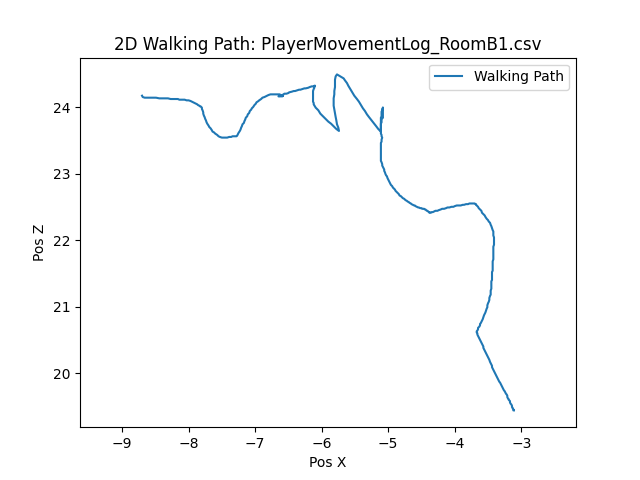 2D Walking Path: PlayerMovementLog_RoomB1.csv
Walking Path
24
23
22
21
20
Pos Z
−9 −8 −7 −6 −5 −4 −3
Pos X